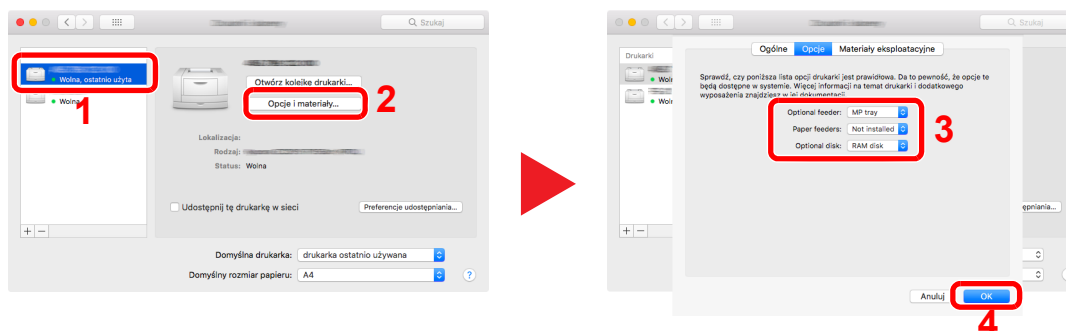 Szukaj
Wolna, ostatnio użyta
1
Wolna
Otwórz kolejkę drukarki...
Opcje i materiały...
2
Lokalizacja:
Rodzaj:
Status: Wolna
Udostępnij tę drukarkę w sieci
Preferencje udostępniania...
+ −
Domyślna drukarka: drukarka ostatnio używana
Domyślny rozmiar papieru: A4
?
Szukaj
Drukarki
Ogólne Opcje Materiały eksploatacyjne
Sprawdź, czy poniższa lista opcji drukarki jest prawidłowa. Da to pewność, że opcje te
będą dostępne w systemie. Więcej informacji na temat drukarki i dodatkowego
wyposażenia znajdziesz w jej dokumentacji.
Optional feeder: MP tray
Paper feeders: Not installed
Optional disk: RAM disk
3
+ −
Anuluj OK
4